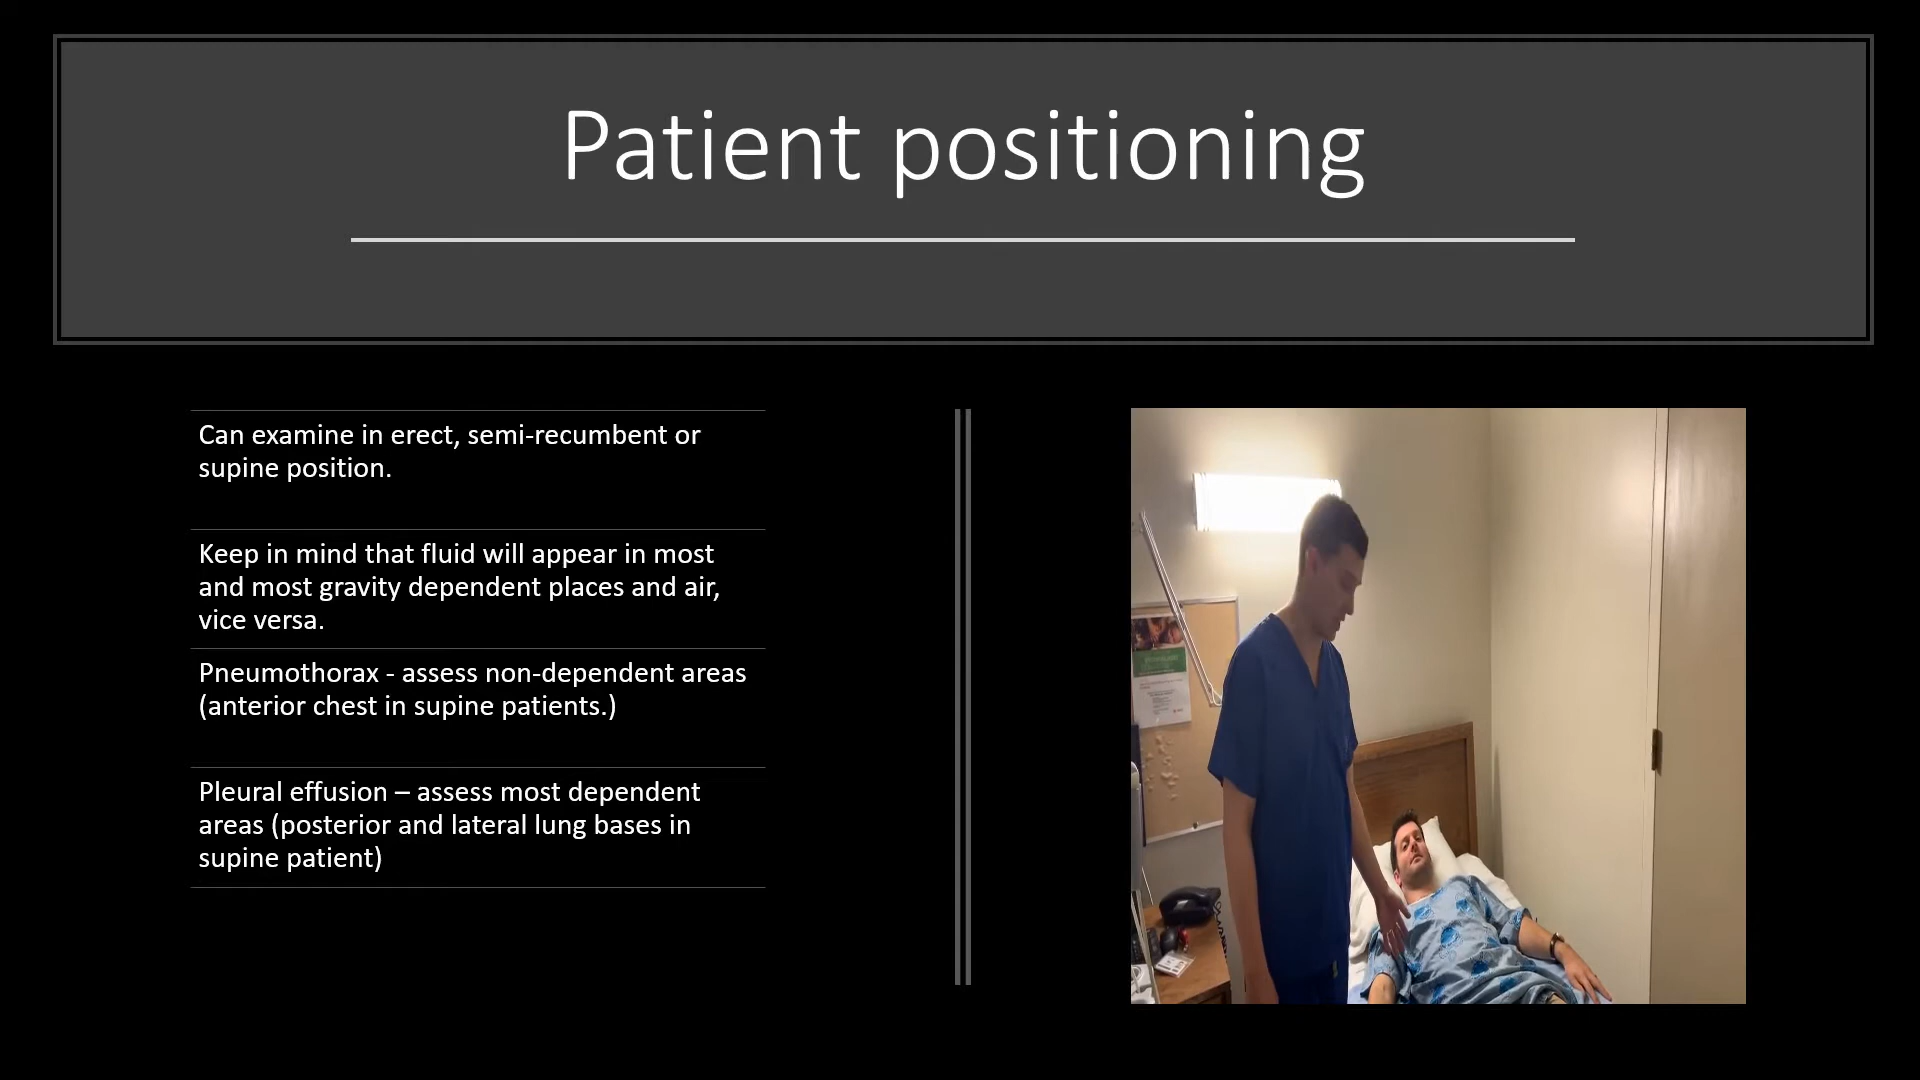 Patient positioning
Can examine in erect, semi-recumbent or
supine position.
Keep in mind that fluid will appear in most
and most gravity dependent places and air,
vice versa.
Pneumothorax - assess non-dependent areas
(anterior chest in supine patients.)
Pleural effusion – assess most dependent
areas (posterior and lateral lung bases in
supine patient)